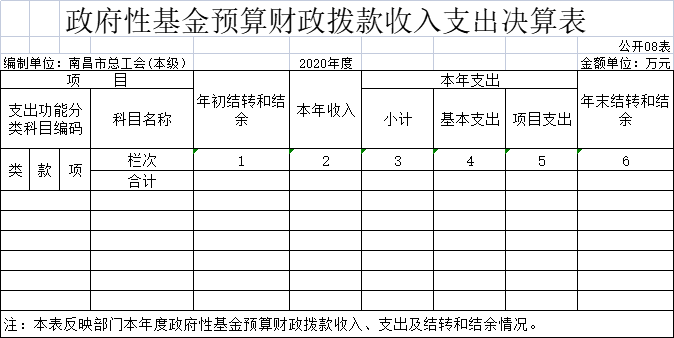 政府性基金预算财政拨款收入支出决算表
公开08表
编制单位：南昌市总工会(本级） 2020年度 金额单位：万元
项 目 年初结转和结余 本年收入 本年支出 年末结转和结余
支出功能分类科目编码 科目名称 小计 基本支出 项目支出
类 款 项 栏次 1 2 3 4 5 6
合计
注：本表反映部门本年度政府性基金预算财政拨款收入、支出及结转和结余情况。